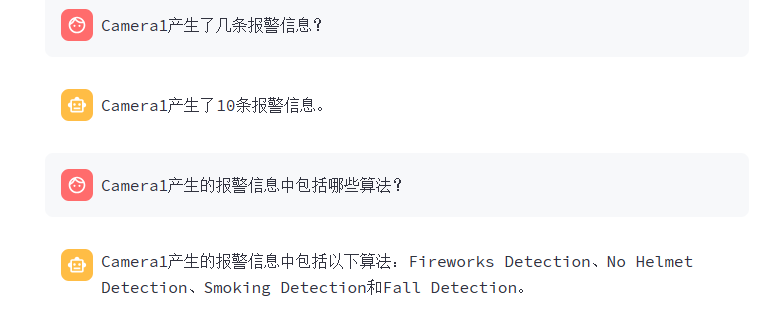 Camera1产生了几条报警信息？
Camera1产生了10条报警信息。
Camera1产生的报警信息中包括哪些算法？
Camera1产生的报警信息中包括以下算法：Fireworks Detection、No Helmet
Detection、Smoking Detection和Fall Detection。